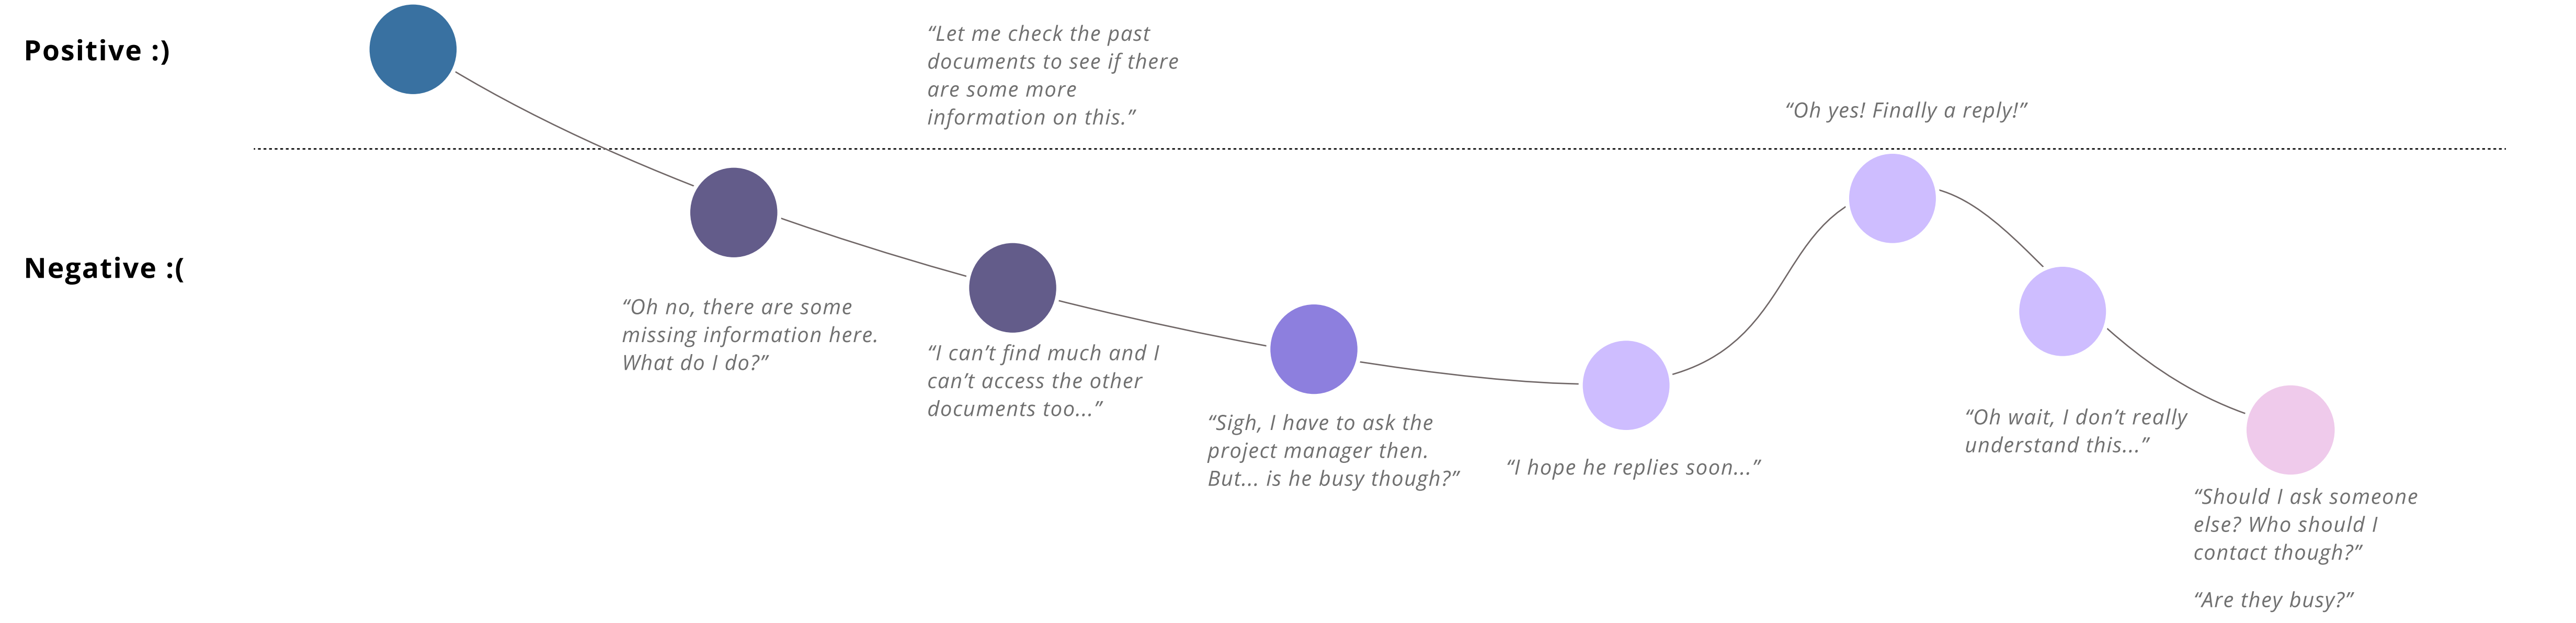 Positive :)
“Let me check the past
documents to see if there
are some more
information on this.”
“Oh yes! Finally a reply!”
Negative :(
“Oh no, there are some
missing information here.
What do I do?”
“I can’t find much and I
can’t access the other
documents too...”
“Sigh, I have to ask the
project manager then.
But... is he busy though?”
“I hope he replies soon...”
“Oh wait, I don’t really
understand this...”
“Should I ask someone
else? Who should I
contact though?”
“Are they busy?”